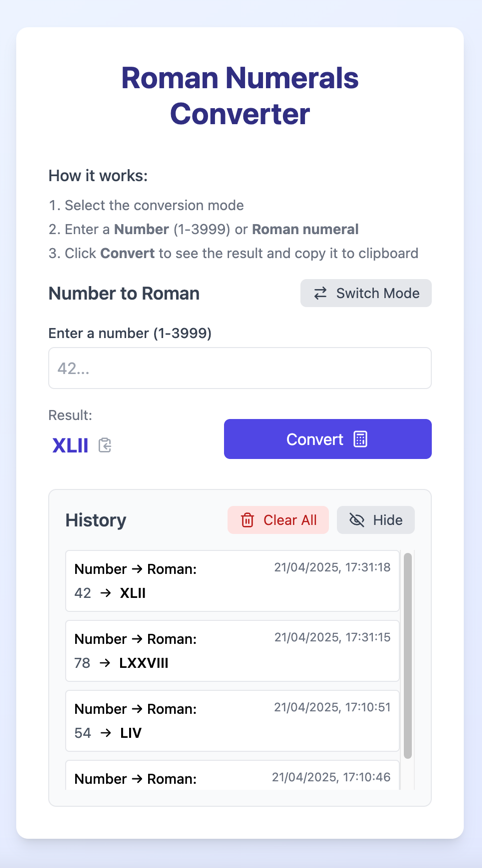 Roman Numerals
Converter
How it works:
1. Select the conversion mode
2. Enter a Number (1-3999) or Roman numeral
3. Click Convert to see the result and copy it to clipboard
Number to Roman
Switch Mode
Enter a number (1-3999)
42...
Result:
XLII
Convert
History
Clear All
Hide
Number → Roman:
21/04/2025, 17:31:18
42 → XLII
Number → Roman:
21/04/2025, 17:31:15
78 → LXXVIII
Number → Roman:
21/04/2025, 17:10:51
54 → LIV
Number → Roman:
21/04/2025, 17:10:46